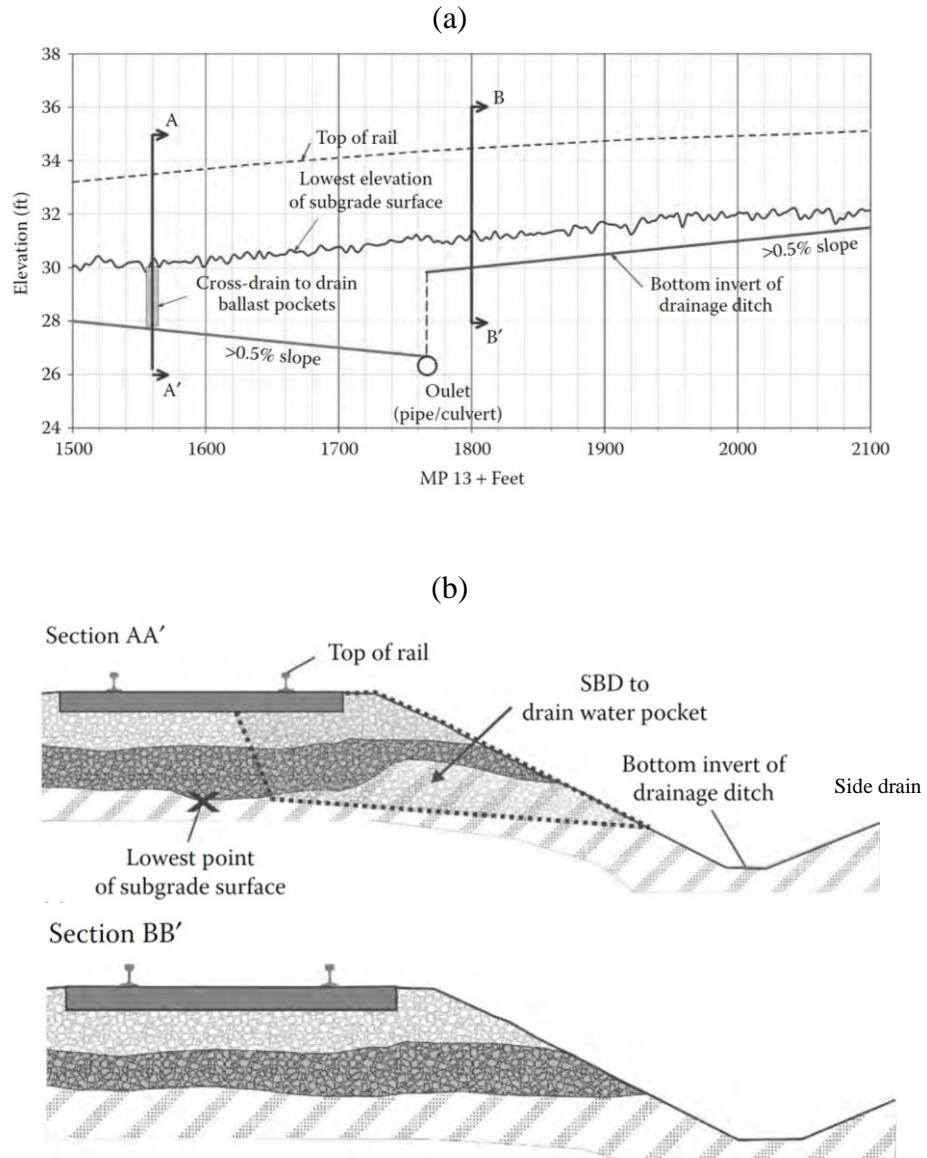 (a)
38
36
34
32
30
28
26
24
Elevation (ft)
A
B
Top of rail
Lowest elevation
of subgrade surface
>0.5% slope
Cross-drain to drain
ballast pockets
Bottom invert of
drainage ditch
B′
>0.5% slope
A′
Oulet
(pipe/culvert)
1500
1600
1700
1800
1900
2000
2100
MP 13 + Feet
(b)
Section AA′
Top of rail
SBD to
drain water pocket
Bottom invert of
drainage ditch
Side drain
Lowest point
of subgrade surface
Section BB′